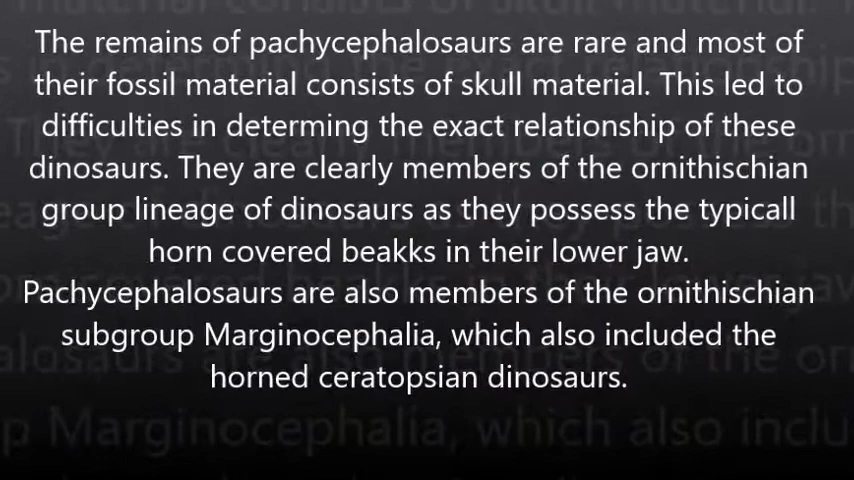 The remains of pachycephalosaurs are rare and most of
their fossil material consists of skull material. This led to
difficulties in determing the exact relationship of these
dinosaurs. They are clearly members of the ornithischian
group lineage of dinosaurs as they possess the typicall
horn covered beakks in their lower jaw.
Pachycephalosaurs are also members of the ornithischian
subgroup Marginocephalia, which also included the
horned ceratopsian dinosaurs.